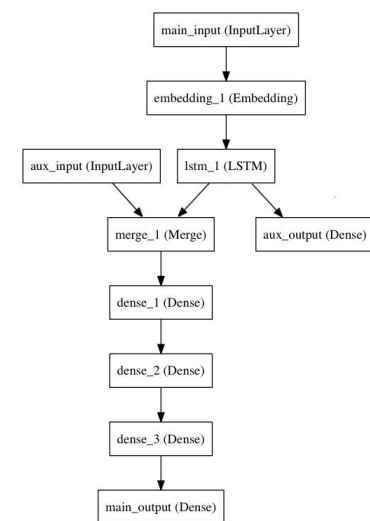 main_input (InputLayer)
embedding_1 (Embedding)
aux_input (InputLayer)
lstm_1 (LSTM)
merge_1 (Merge)
aux_output (Dense)
dense_1 (Dense)
dense_2 (Dense)
dense_3 (Dense)
main_output (Dense)